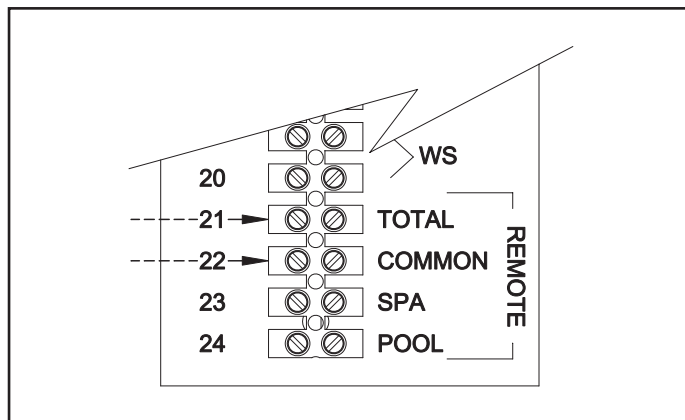 WS
20
21 TOTAL
22 COMMON
23 SPA
24 POOL
REMOTE